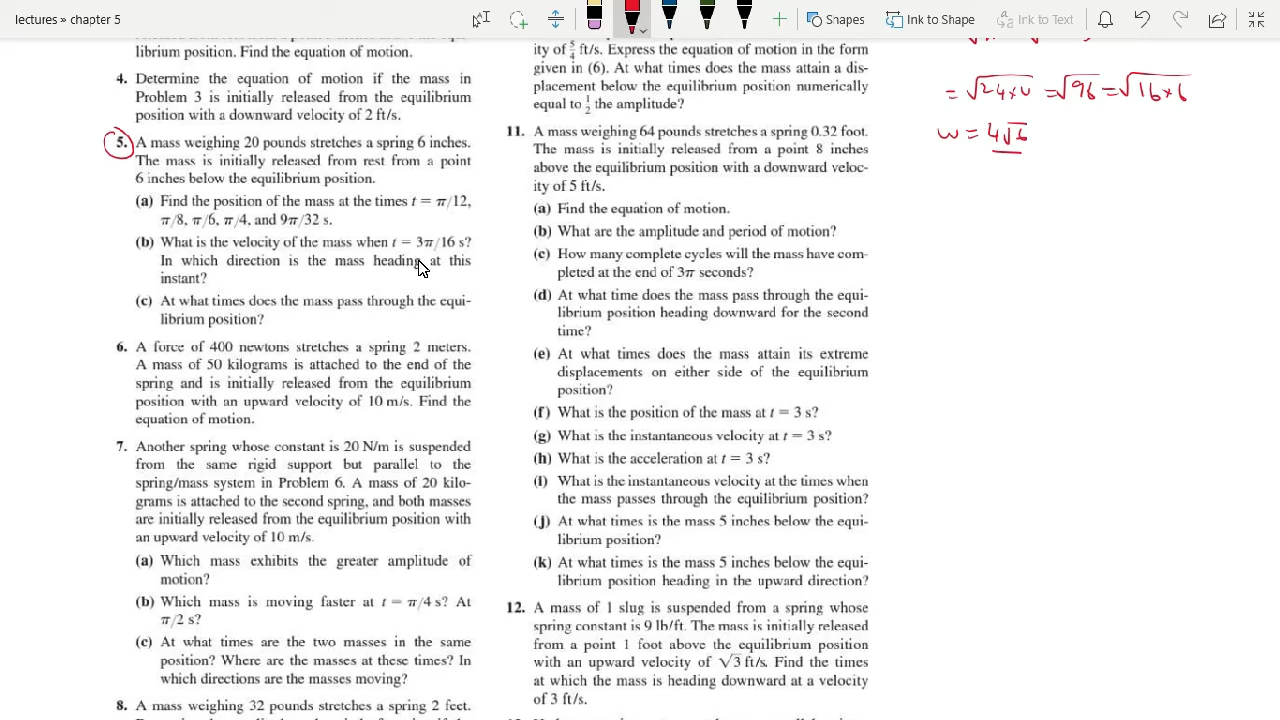 lectures » chapter 5
Shapes
Ink to Shape
Ink to Text
librium position. Find the equation of motion.
4. Determine the equation of motion if the mass in
Problem 3 is initially released from the equilibrium
position with a downward velocity of 2 ft/s.
5. A mass weighing 20 pounds stretches a spring 6 inches.
The mass is initially released from rest from a point
6 inches below the equilibrium position.
(a) Find the position of the mass at the times t = π/12,
π/8, π/6, π/4, and 9π/32 s.
(b) What is the velocity of the mass when t = 3π/16 s?
In which direction is the mass heading at this
instant?
(c) At what times does the mass pass through the equi-
librium position?
6. A force of 400 newtons stretches a spring 2 meters.
A mass of 50 kilograms is attached to the end of the
spring and is initially released from the equilibrium
position with an upward velocity of 10 m/s. Find the
equation of motion.
7. Another spring whose constant is 20 N/m is suspended
from the same rigid support but parallel to the
spring/mass system in Problem 6. A mass of 20 kilo-
grams is attached to the second spring, and both masses
are initially released from the equilibrium position with
an upward velocity of 10 m/s.
(a) Which mass exhibits the greater amplitude of
motion?
(b) Which mass is moving faster at t = π/4 s? At
π/2 s?
(c) At what times are the two masses in the same
position? Where are the masses at these times? In
which directions are the masses moving?
8. A mass weighing 32 pounds stretches a spring 2 feet.
ity of 5/4 ft/s. Express the equation of motion in the form
given in (6). At what times does the mass attain a dis-
placement below the equilibrium position numerically
equal to 1/2 the amplitude?
11. A mass weighing 64 pounds stretches a spring 0.32 foot.
The mass is initially released from a point 8 inches
above the equilibrium position with a downward veloc-
ity of 5 ft/s.
(a) Find the equation of motion.
(b) What are the amplitude and period of motion?
(c) How many complete cycles will the mass have com-
pleted at the end of 3π seconds?
(d) At what time does the mass pass through the equi-
librium position heading downward for the second
time?
(e) At what times does the mass attain its extreme
displacements on either side of the equilibrium
position?
(f) What is the position of the mass at t = 3 s?
(g) What is the instantaneous velocity at t = 3 s?
(h) What is the acceleration at t = 3 s?
(i) What is the instantaneous velocity at the times when
the mass passes through the equilibrium position?
(j) At what times is the mass 5 inches below the equi-
librium position?
(k) At what times is the mass 5 inches below the equi-
librium position heading in the upward direction?
12. A mass of 1 slug is suspended from a spring whose
spring constant is 9 lb/ft. The mass is initially released
from a point 1 foot above the equilibrium position
with an upward velocity of √3 ft/s. Find the times
at which the mass is heading downward at a velocity
of 3 ft/s.
= √24×4 = √96 = √16×6
w = 4√6